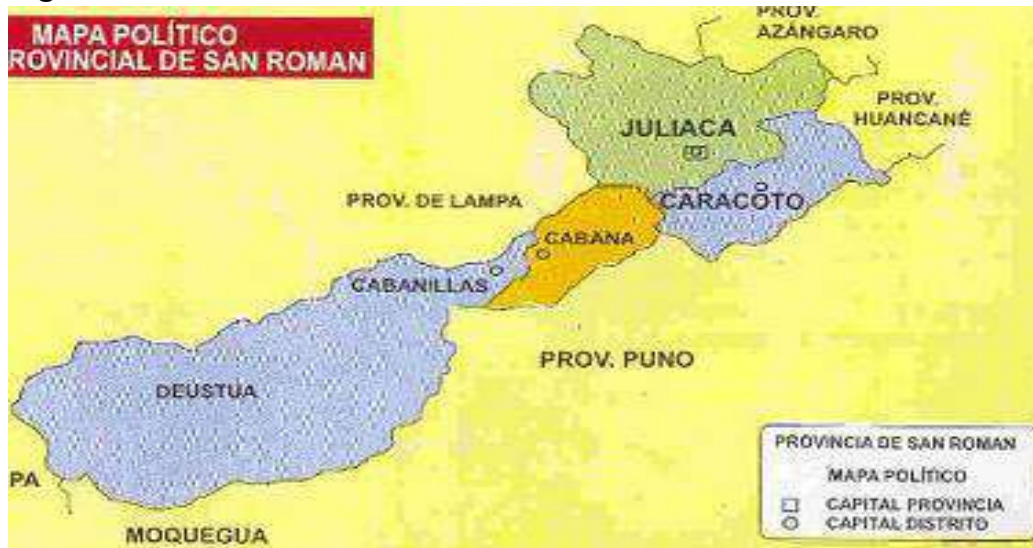 MAPA POLÍTICO
ROVINCIAL DE SAN ROMAN
PROV.
AZÁNGARO
PROV.
HUANCANÉ
JULIACA
PROV. DE LAMPA
CARACOTO
CABANA
CABANILLAS
PROV. PUNO
DEUSTUA
PA
MOQUEGUA
PROVINCIA DE SAN ROMAN
MAPA POLÍTICO
CAPITAL PROVINCIA
CAPITAL DISTRITO